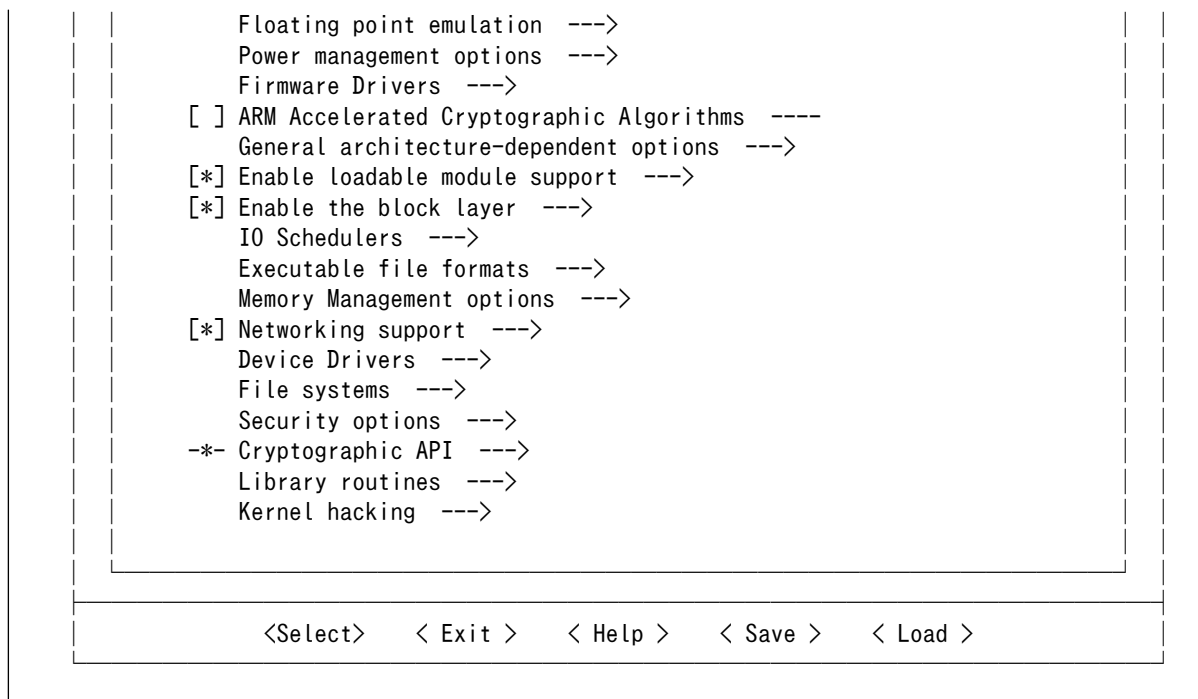 Floating point emulation  --->
Power management options  --->
Firmware Drivers  --->
[ ] ARM Accelerated Cryptographic Algorithms  ----
General architecture-dependent options  --->
[*] Enable loadable module support  --->
[*] Enable the block layer  --->
IO Schedulers  --->
Executable file formats  --->
Memory Management options  --->
[*] Networking support  --->
Device Drivers  --->
File systems  --->
Security options  --->
-*- Cryptographic API  --->
Library routines  --->
Kernel hacking  --->
<Select>    < Exit >    < Help >    < Save >    < Load >